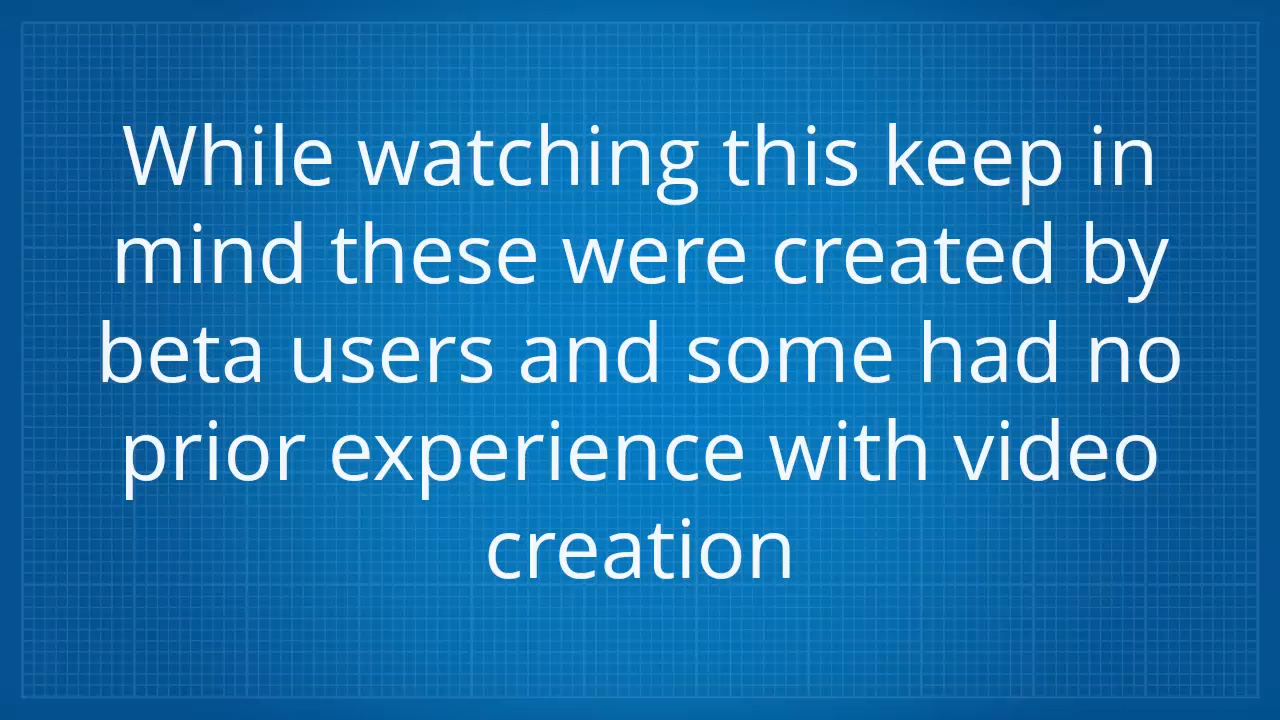 While watching this keep in
mind these were created by
beta users and some had no
prior experience with video
creation